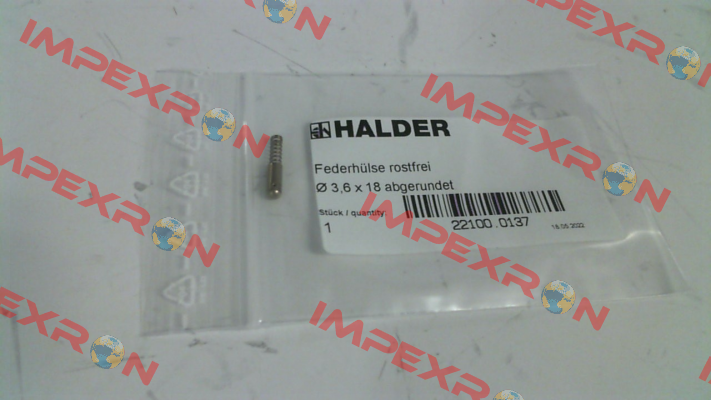 HALDER
Federhülse rostfrei
Ø 3,6 x 18 abgerundet
Stück / quantity:
1
22100.0137
18.05.2022
IMPEXRON
IMPEXRON
IMPEXRON
IMPEXRON
IMPEXRON
IMPEXRON
IMPEXRON
IMPEXRON